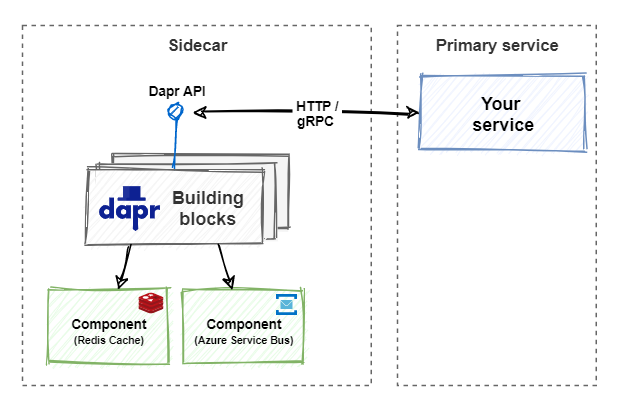 Sidecar
Primary service
Dapr API
HTTP /
gRPC
Your
service
dapr
Building
blocks
Component
(Redis Cache)
Component
(Azure Service Bus)